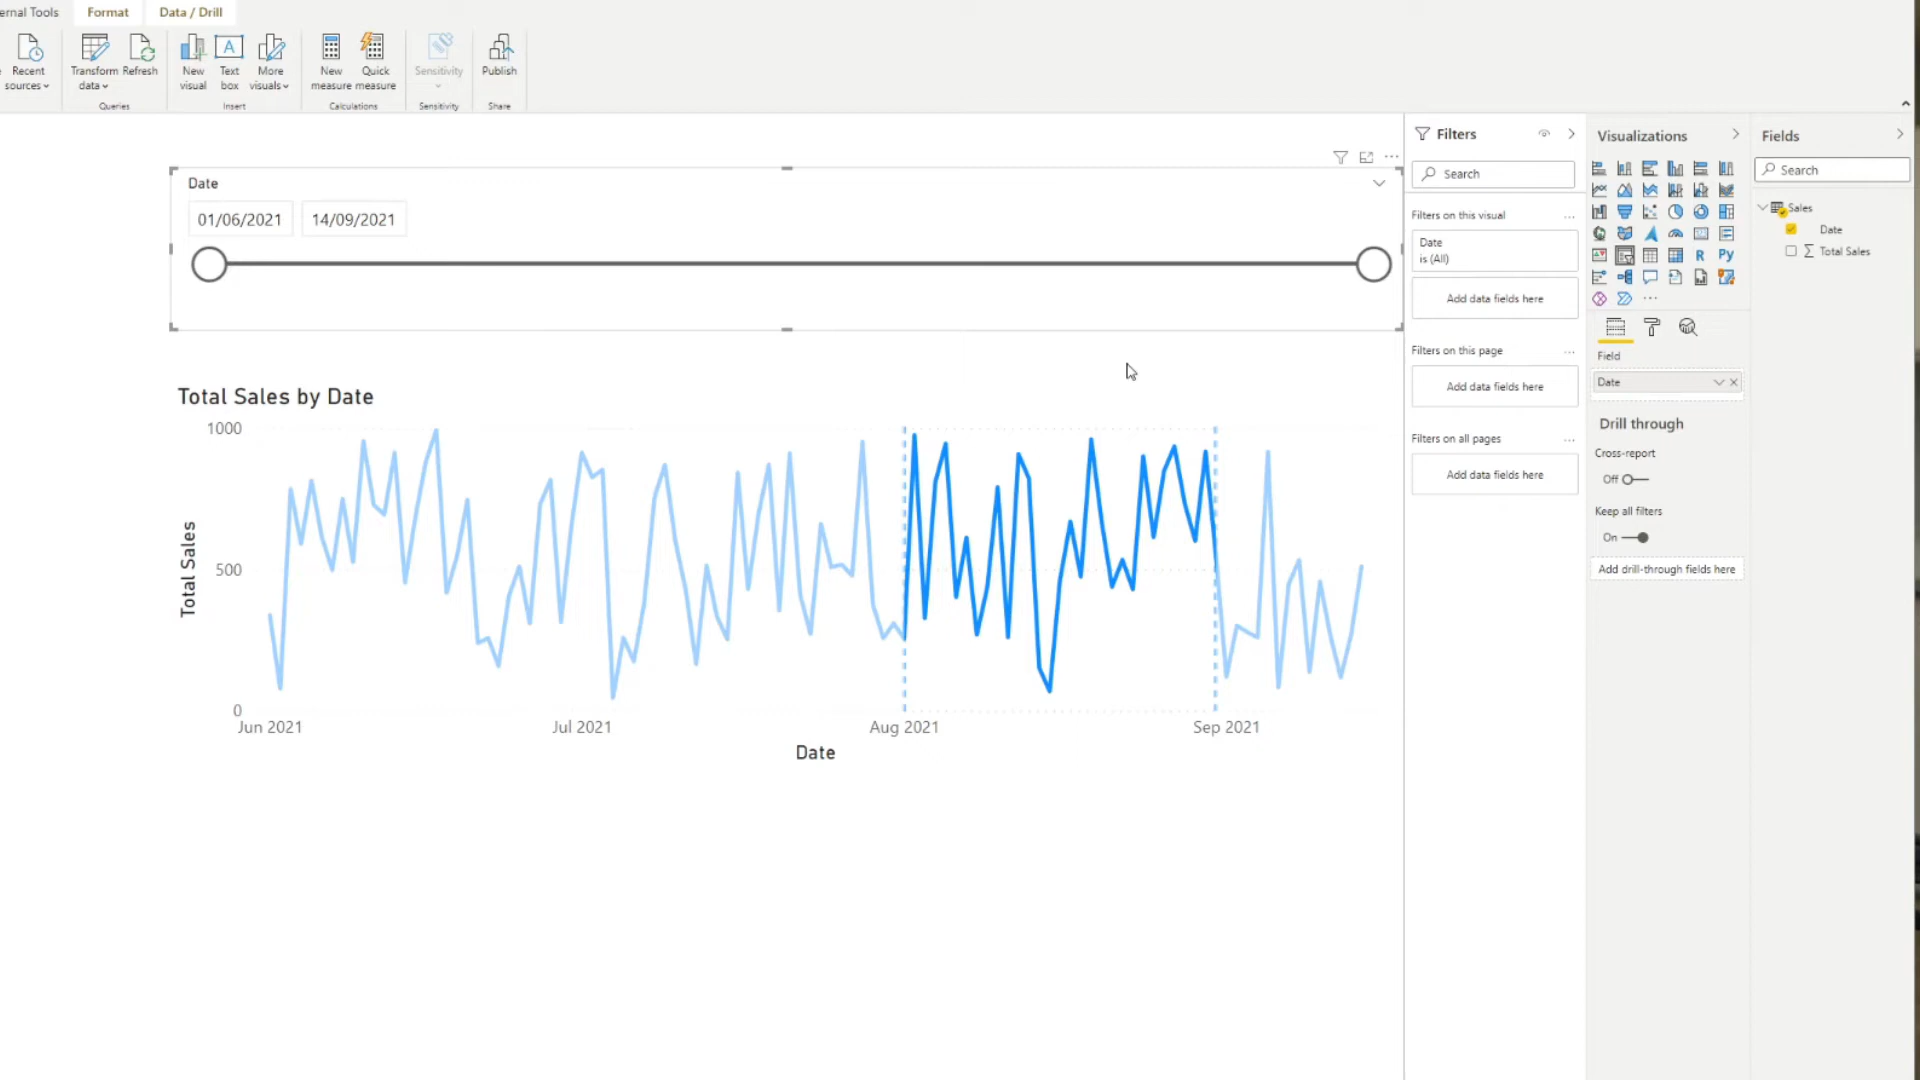 ernal Tools
Format
Data / Drill
Recent
sources
Transform
data
Refresh
Queries
New
visual
Text
box
More
visuals
Insert
New
measure
Quick
measure
Calculations
Sensitivity
Sensitivity
Publish
Share
Date
01/06/2021
14/09/2021
Total Sales by Date
1000
500
0
Total Sales
Jun 2021
Jul 2021
Aug 2021
Sep 2021
Date
Filters
Search
Filters on this visual
Date
is (All)
Add data fields here
Filters on this page
Add data fields here
Filters on all pages
Add data fields here
Visualizations
R
Py
Field
Date
Drill through
Cross-report
Off
Keep all filters
On
Add drill-through fields here
Fields
Search
Sales
Date
Total Sales